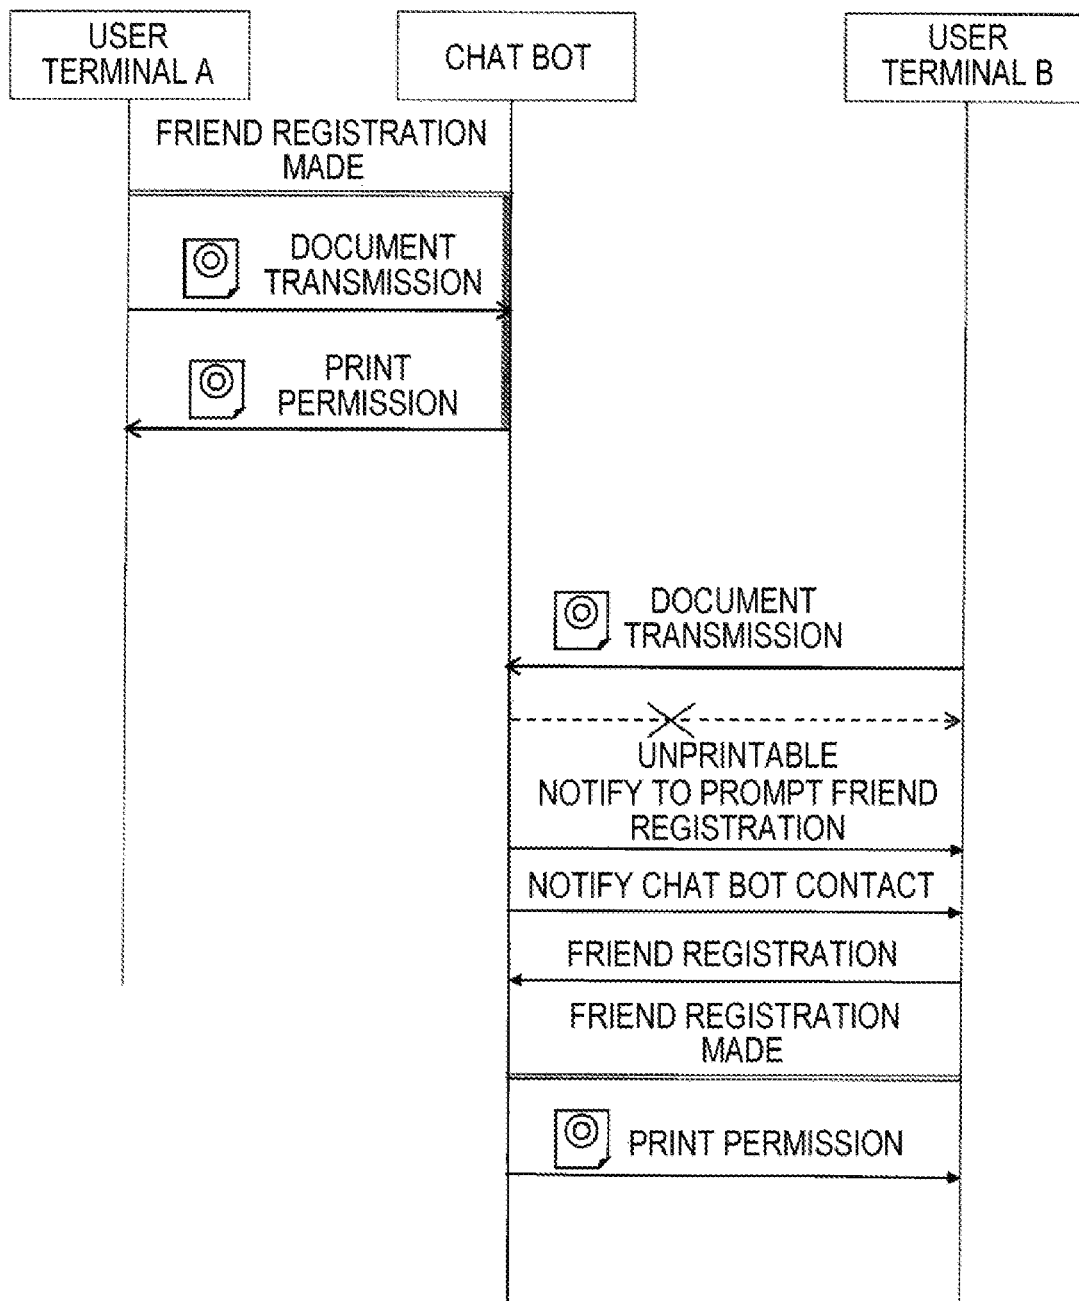 USER
TERMINAL A
CHAT BOT
USER
TERMINAL B
FRIEND REGISTRATION
MADE
DOCUMENT
TRANSMISSION
PRINT
PERMISSION
DOCUMENT
TRANSMISSION
UNPRINTABLE
NOTIFY TO PROMPT FRIEND
REGISTRATION
NOTIFY CHAT BOT CONTACT
FRIEND REGISTRATION
FRIEND REGISTRATION
MADE
PRINT PERMISSION